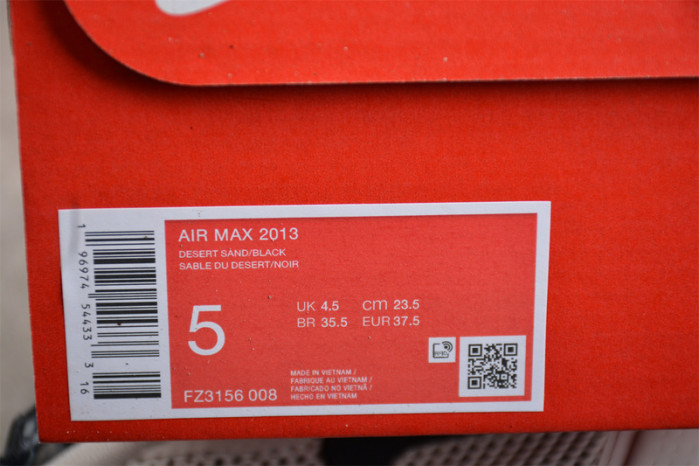 AIR MAX 2013
DESERT SAND/BLACK
SABLE DU DESERT/NOIR
5
UK 4.5 cm 23.5
BR 35.5 EUR 37.5
FZ3156 008
MADE IN VIETNAM /
FABRIQUE AU VIETNAM /
FABRICADO NO VIETNÃ /
HECHO EN VIETNAM
1 96974 54433 3 16